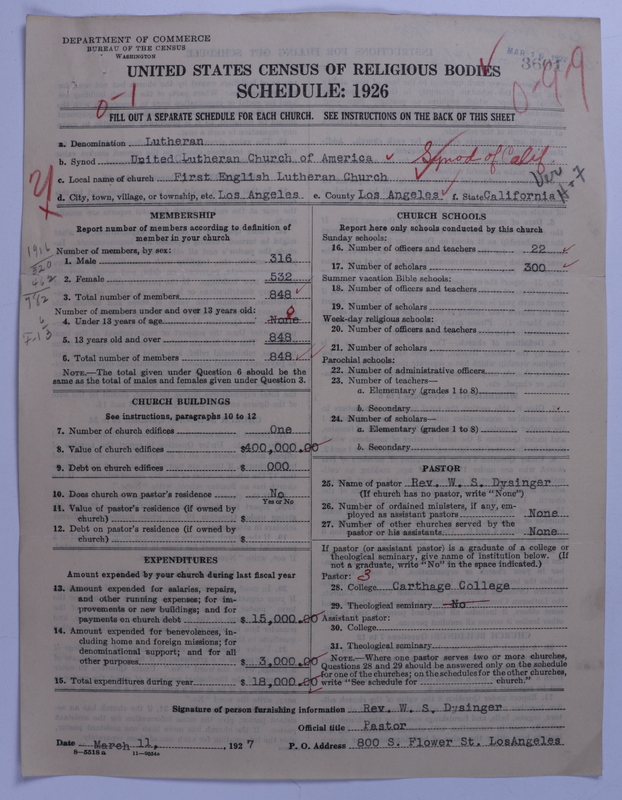 DEPARTMENT OF COMMERCE
BUREAU OF THE CENSUS
WASHINGTON
3601
UNITED STATES CENSUS OF RELIGIOUS BODIES
SCHEDULE: 1926
0-1
0-9-9
FILL OUT A SEPARATE SCHEDULE FOR EACH CHURCH. SEE INSTRUCTIONS ON THE BACK OF THIS SHEET
a. Denomination Lutheran
b. Synod United Lutheran Church of America Synod of Calif
c. Local name of church First English Lutheran Church
d. City, town, village, or township, etc. Los Angeles e. County Los Angeles f. State California
MEMBERSHIP
Report number of members according to definition of
member in your church
Number of members, by sex:
1. Male 316
2. Female 532
3. Total number of members 848
Number of members under and over 13 years old:
4. Under 13 years of age None 0
5. 13 years old and over 848
6. Total number of members 848
NOTE.—The total given under Question 6 should be the
same as the total of males and females given under Question 3.
1916
320
462
CHURCH BUILDINGS
See instructions, paragraphs 10 to 12
7. Number of church edifices One
8. Value of church edifices $400,000.00
9. Debt on church edifices $ 000
10. Does church own pastor's residence No
Yes or No
11. Value of pastor's residence (if owned by
church) $
12. Debt on pastor's residence (if owned by
church) $
EXPENDITURES
Amount expended by your church during last fiscal year
13. Amount expended for salaries, repairs,
and other running expenses; for im-
provements or new buildings; and for
payments on church debt $ 15,000.00
14. Amount expended for benevolences, in-
cluding home and foreign missions; for
denominational support; and for all
other purposes $ 3,000.00
15. Total expenditures during year $ 18,000.00
CHURCH SCHOOLS
Report here only schools conducted by this church
Sunday schools:
16. Number of officers and teachers 22
17. Number of scholars 300
Summer vacation Bible schools:
18. Number of officers and teachers
19. Number of scholars
Week-day religious schools:
20. Number of officers and teachers
21. Number of scholars
Parochial schools:
22. Number of administrative officers
23. Number of teachers—
a. Elementary (grades 1 to 8)
b. Secondary
24. Number of scholars—
a. Elementary (grades 1 to 8)
b. Secondary
PASTOR
25. Name of pastor Rev. W. S. Dysinger
(If church has no pastor, write "None")
26. Number of ordained ministers, if any, em-
ployed as assistant pastors None
27. Number of other churches served by the
pastor or his assistants None
If pastor (or assistant pastor) is a graduate of a college or
theological seminary, give name of institution below. (If
not a graduate, write "No" in the space indicated.)
Pastor: 3
28. College Carthage College
29. Theological seminary No
Assistant pastor:
30. College
31. Theological seminary
NOTE.—Where one pastor serves two or more churches,
Questions 28 and 29 should be answered only on the schedule
for one of the churches; on the schedules for the other churches,
write "See schedule for church."
Signature of person furnishing information Rev. W. S. Dysinger
Official title Pastor
Date March 11, , 1927 P. O. Address 800 S. Flower St. LosAngeles
8—5518 a